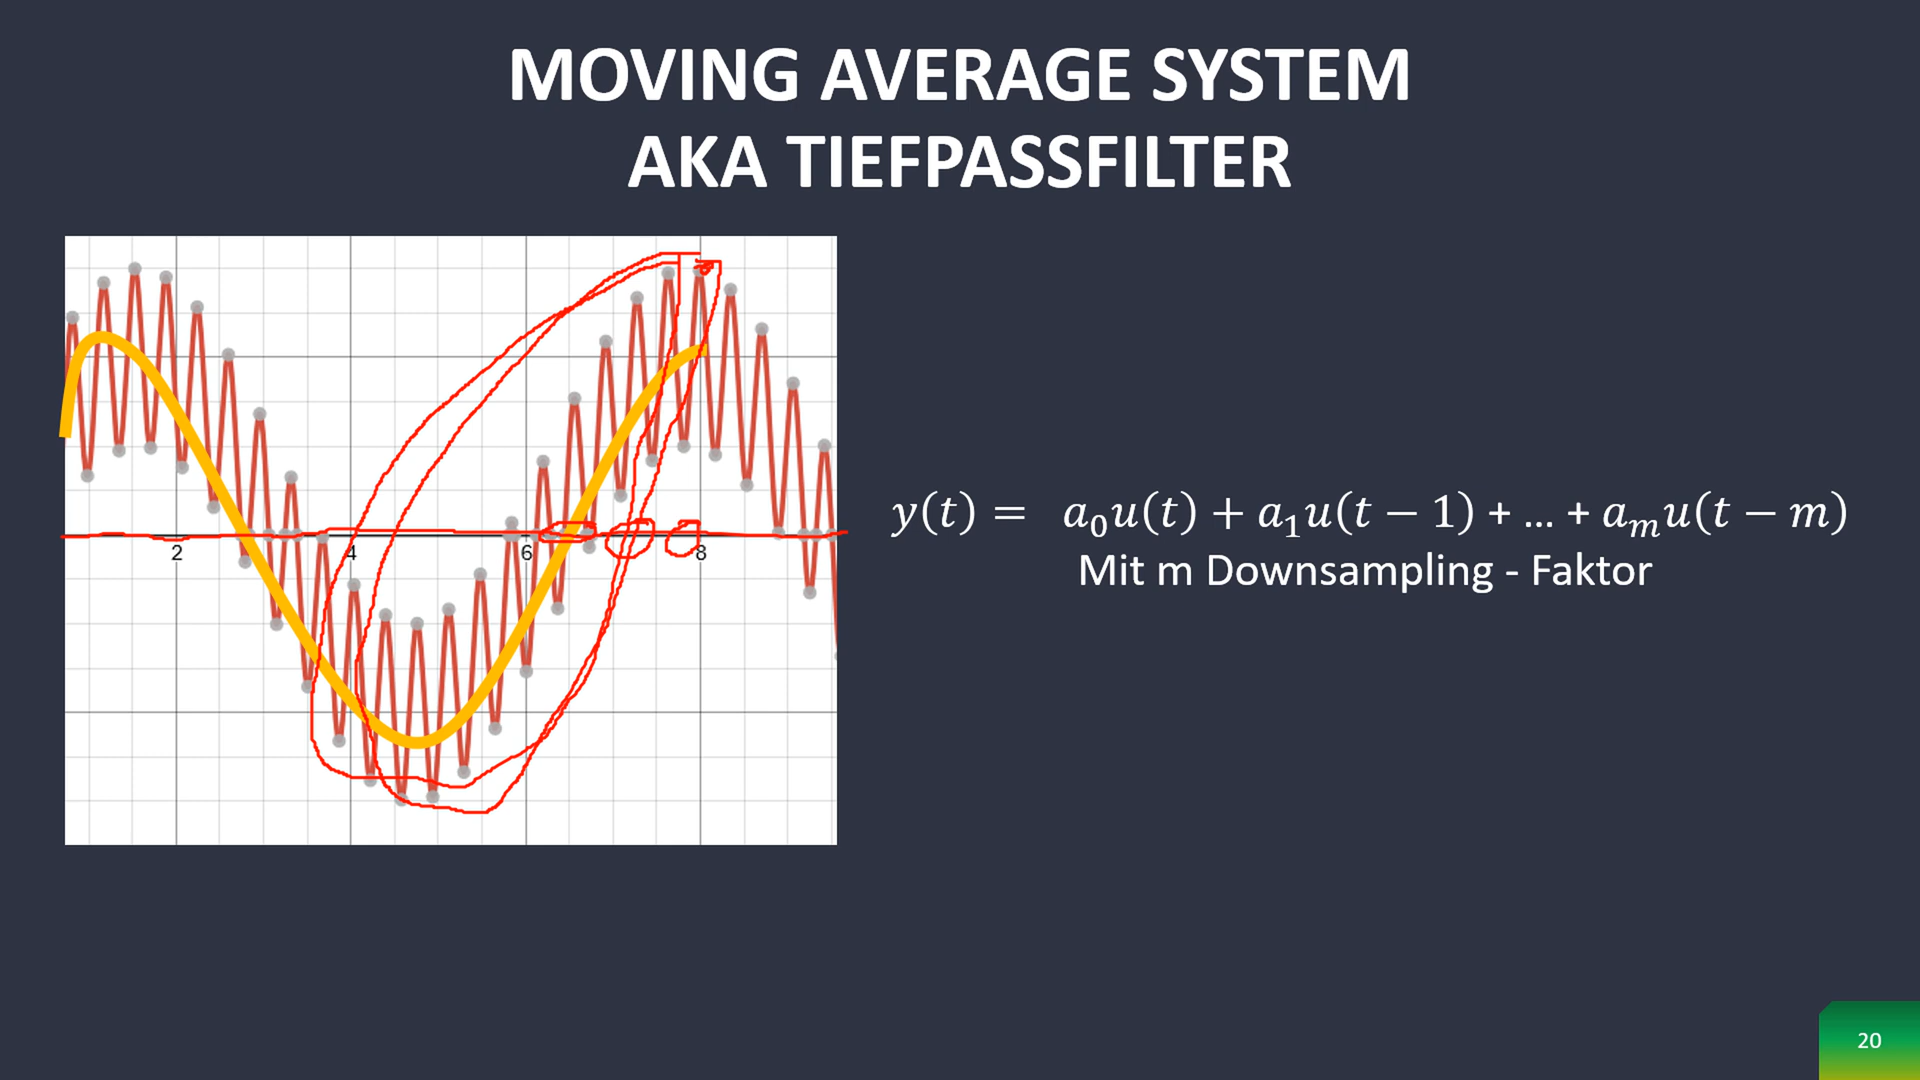 MOVING AVERAGE SYSTEM
AKA TIEFPASSFILTER
y(t) = a₀u(t) + a₁u(t − 1) + ... + aₘu(t − m)
Mit m Downsampling - Faktor
2 4 6 8
20